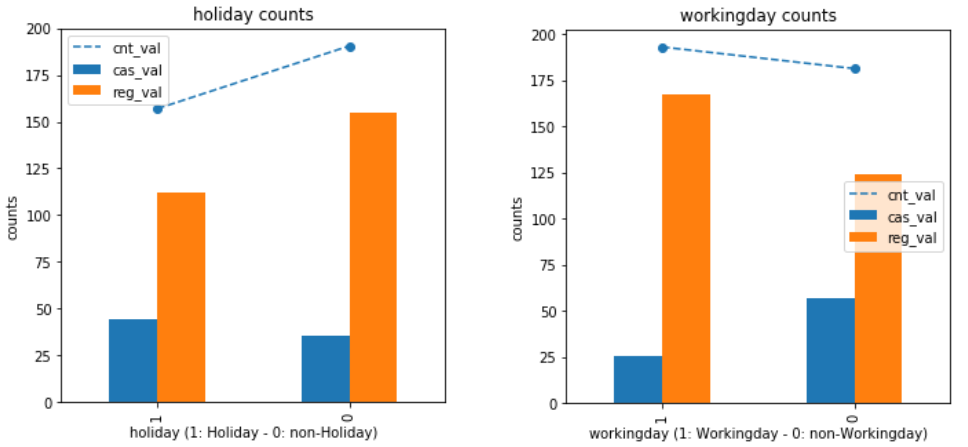 holiday counts
200
175
150
125
100
75
50
25
0
counts
cnt_val
cas_val
reg_val
1
0
holiday (1: Holiday - 0: non-Holiday)
workingday counts
200
175
150
125
100
75
50
25
0
counts
cnt_val
cas_val
reg_val
1
0
workingday (1: Workingday - 0: non-Workingday)